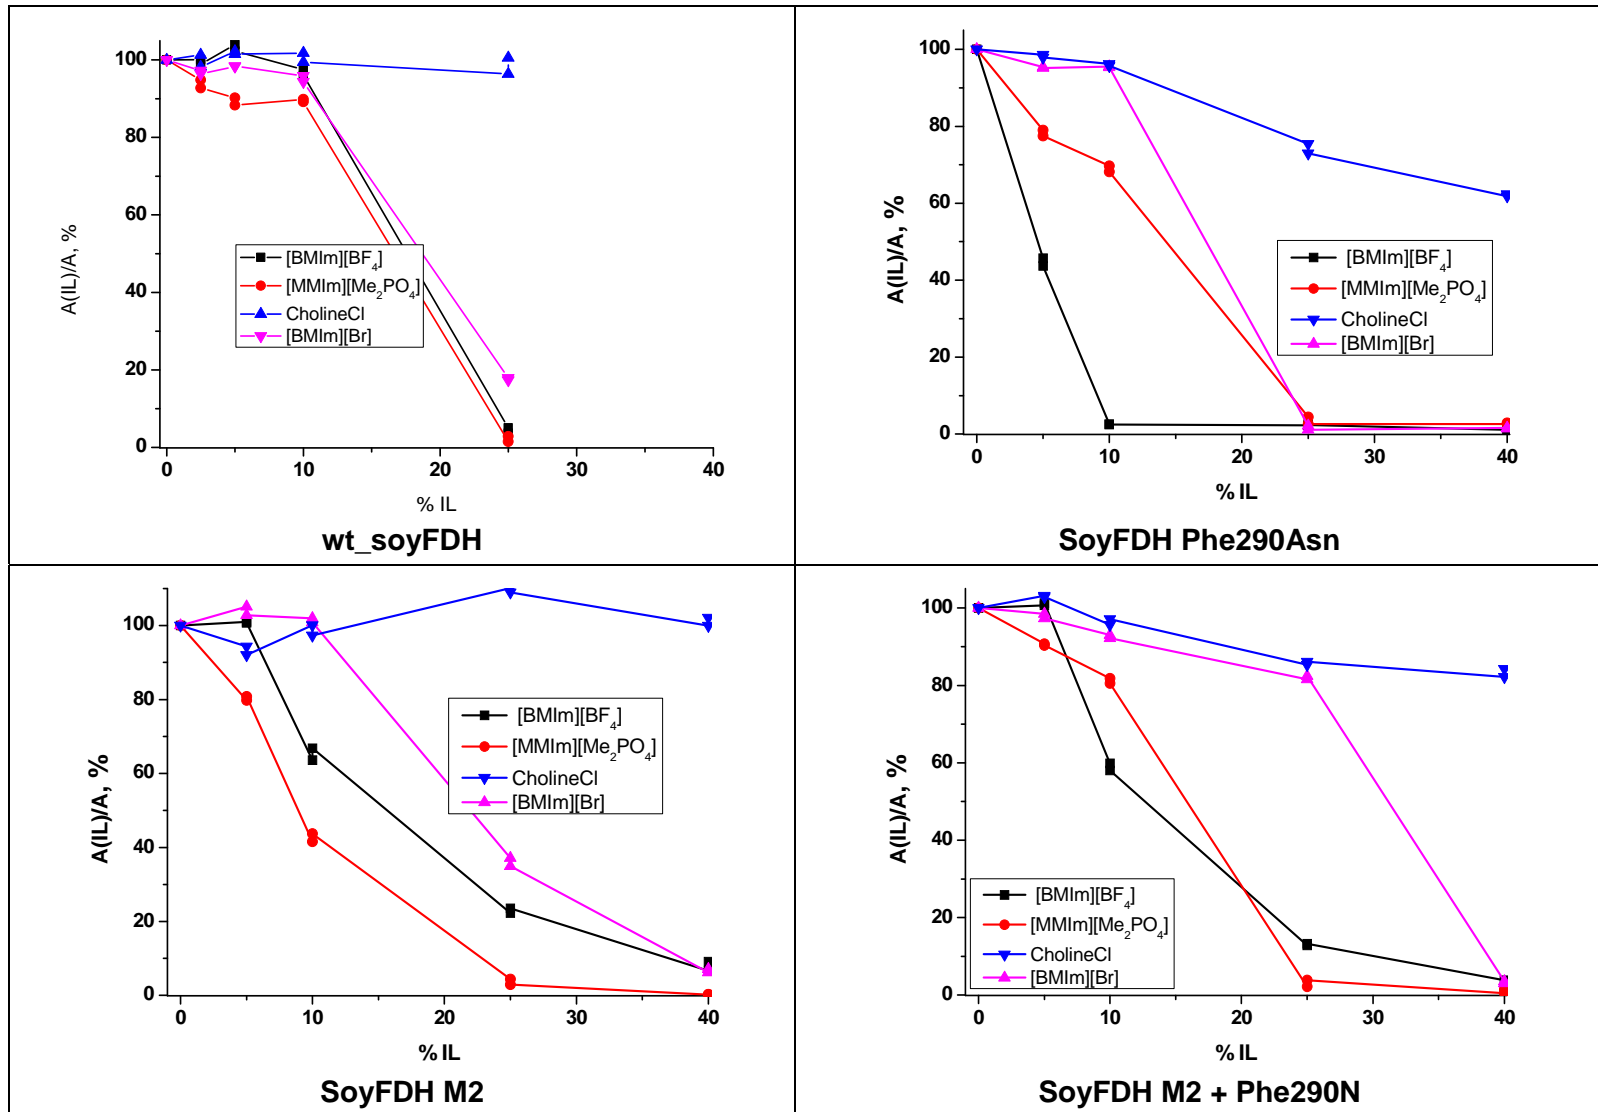 100
80
60
40
20
0
A(IL)/A, %
[BMIm][BF4]
[MMIm][Me2PO4]
CholineCl
[BMIm][Br]
0 10 20 30 40
% IL
wt_soyFDH
100
80
60
40
20
0
A(IL)/A, %
[BMIm][BF4]
[MMIm][Me2PO4]
CholineCl
[BMIm][Br]
0 10 20 30 40
% IL
SoyFDH Phe290Asn
100
80
60
40
20
0
A(IL)/A, %
[BMIm][BF4]
[MMIm][Me2PO4]
CholineCl
[BMIm][Br]
0 10 20 30 40
% IL
SoyFDH M2
100
80
60
40
20
0
A(IL)/A, %
[BMIm][BF4]
[MMIm][Me2PO4]
CholineCl
[BMIm][Br]
0 10 20 30 40
% IL
SoyFDH M2 + Phe290N